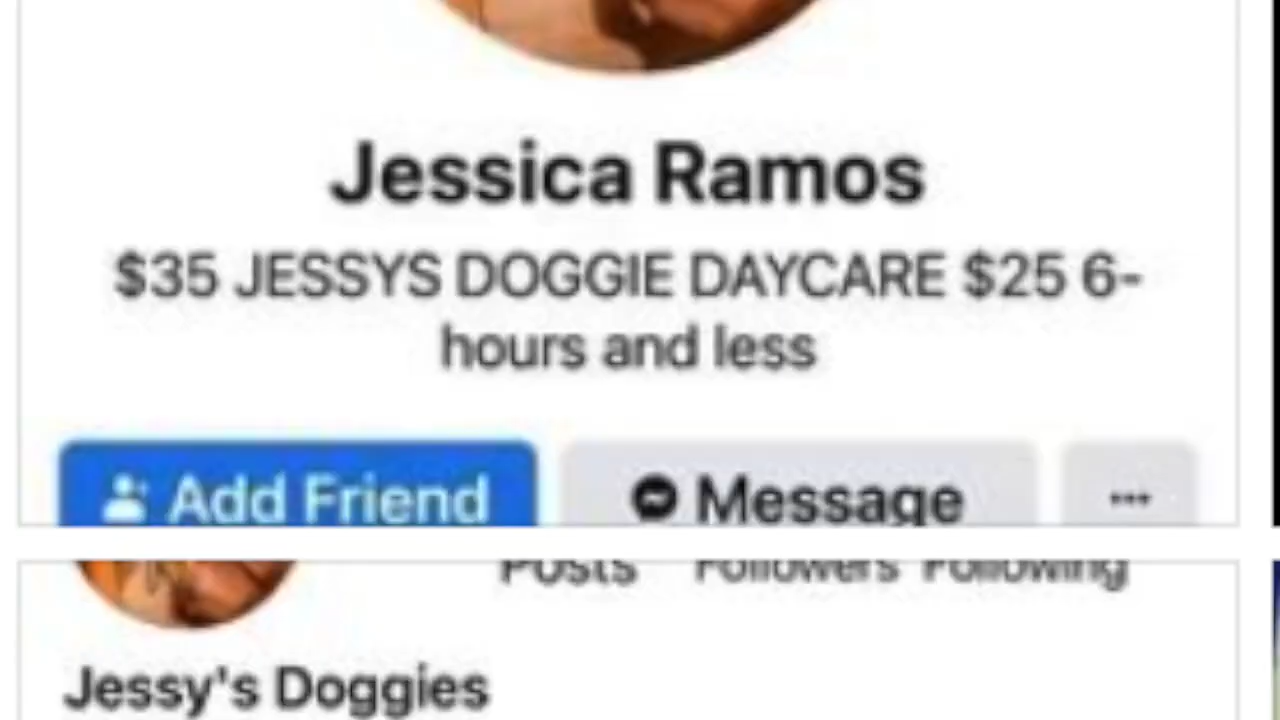 Jessica Ramos
$35 JESSYS DOGGIE DAYCARE $25 6-
hours and less
Add Friend
Message
Posts Followers Following
Jessy's Doggies